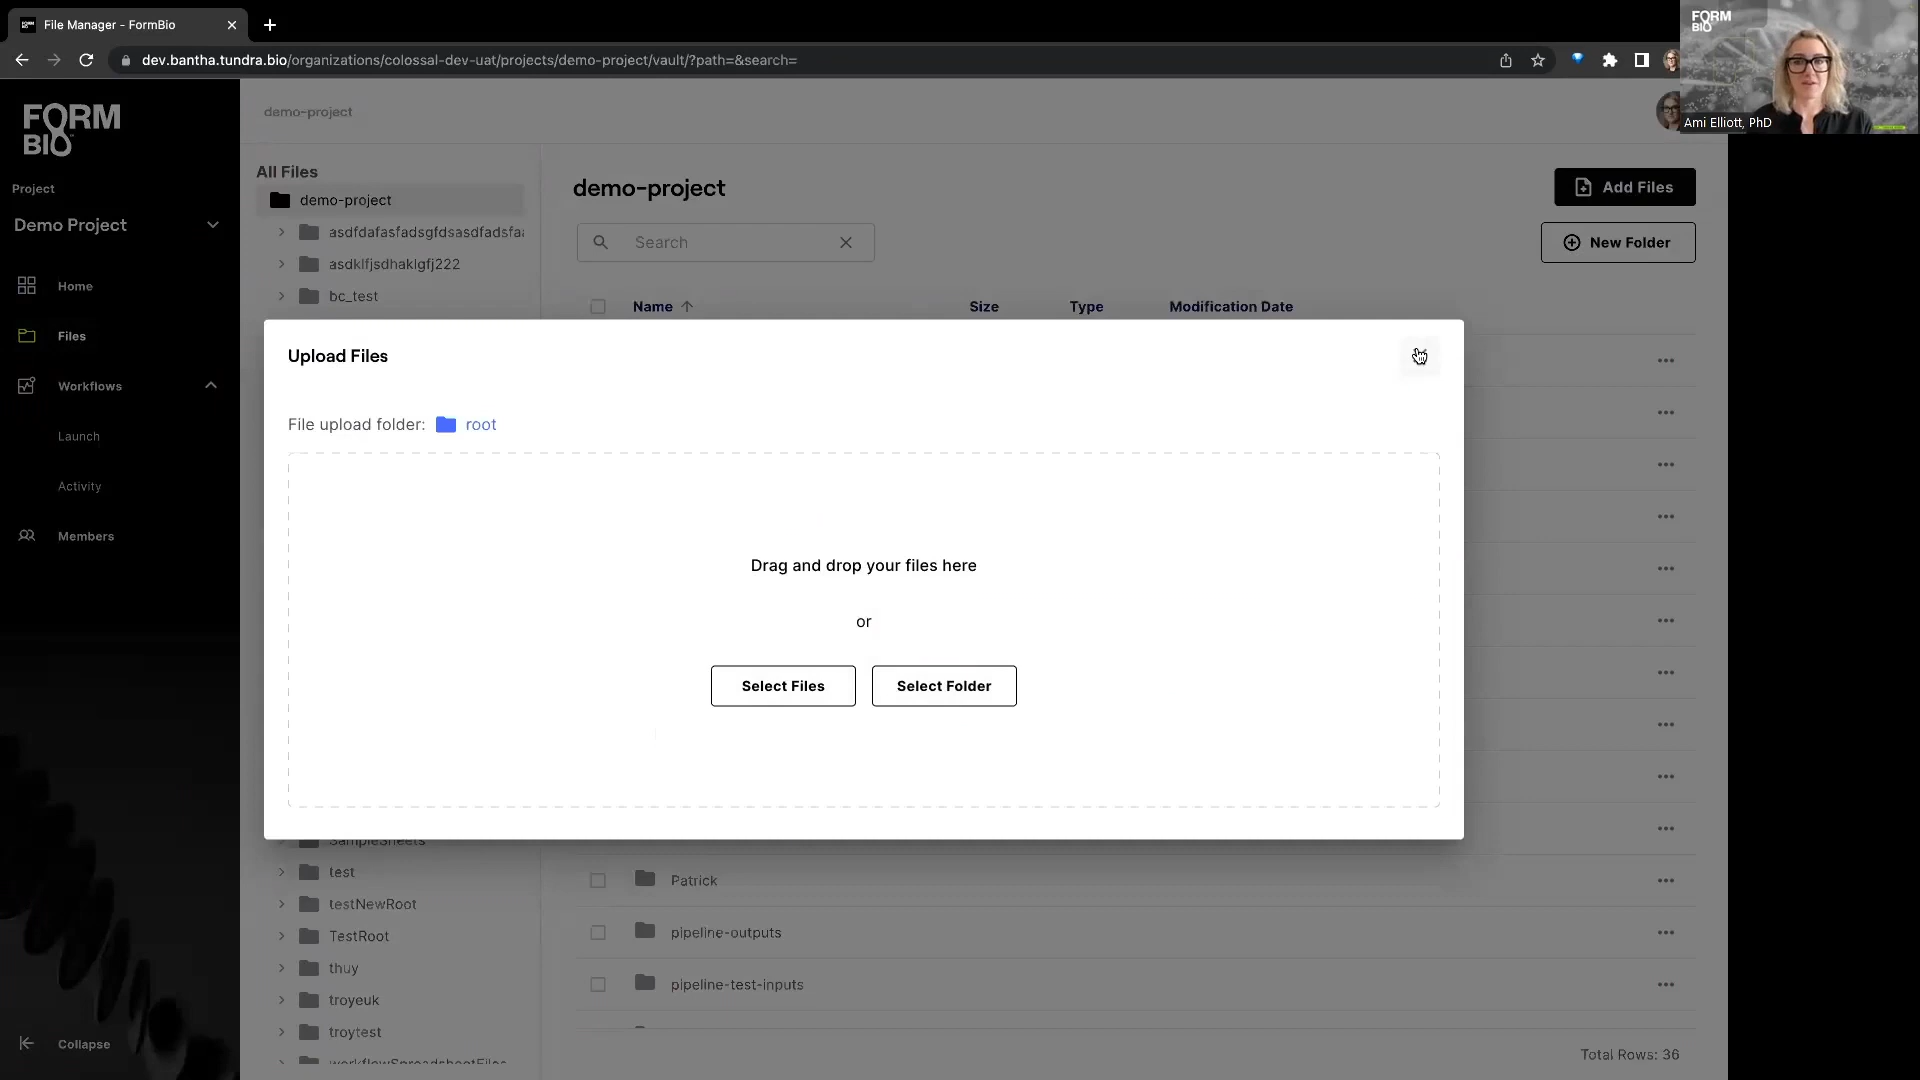 File Manager - FormBio
dev.bantha.tundra.bio/organizations/colossal-dev-uat/projects/demo-project/vault/?path=&search=
FORM
BIO
Ami Elliott, PhD
FORM
BIO
Project
Demo Project
Home
Files
Workflows
Launch
Activity
Members
Collapse
demo-project
All Files
demo-project
asdfdafasfadsgfdsasdfadsfa
asdklfjsdhaklgfj222
bc_test
SampleSheets
test
testNewRoot
TestRoot
thuy
troyeuk
troytest
workflowSpreadsheetFiles
demo-project
Add Files
Search
New Folder
Name
Size
Type
Modification Date
Upload Files
File upload folder:
root
Drag and drop your files here
or
Select Files
Select Folder
Patrick
pipeline-outputs
pipeline-test-inputs
Total Rows: 36